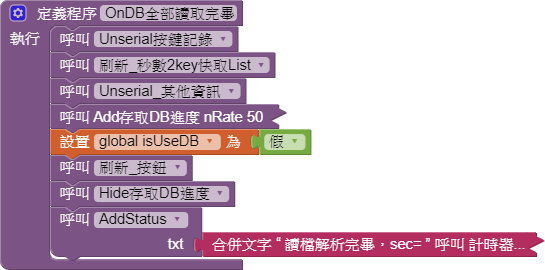 定義程序 OnDB全部讀取完畢
執行 呼叫 Unserial按鍵記錄
呼叫 刷新_秒數2key快取List
呼叫 Unserial_其他資訊
呼叫 Add存取DB進度 nRate 50
設置 global isUseDB 為 假
呼叫 刷新_按鈕
呼叫 Hide存取DB進度
呼叫 AddStatus
txt 合併文字 “ 讀檔解析完畢，sec= ” 呼叫 計時器...